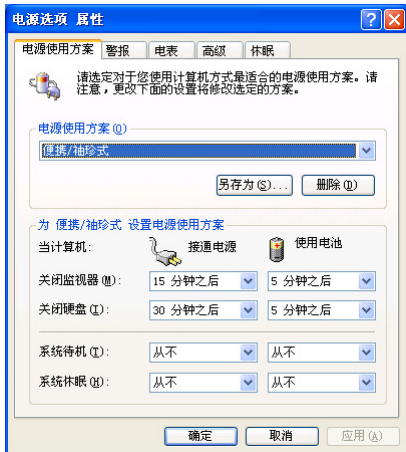 电源选项 属性
电源使用方案 警报 电表 高级 休眠
请选定对于您使用计算机方式最适合的电源使用方案。请
注意，更改下面的设置将修改选定的方案。
电源使用方案(O)
便携/袖珍式
另存为(S)... 删除(D)
为 便携/袖珍式 设置电源使用方案
当计算机: 接通电源 使用电池
关闭监视器(M): 15 分钟之后 5 分钟之后
关闭硬盘(I): 30 分钟之后 5 分钟之后
系统待机(T): 从不 从不
系统休眠(H): 从不 从不
确定 取消 应用(A)